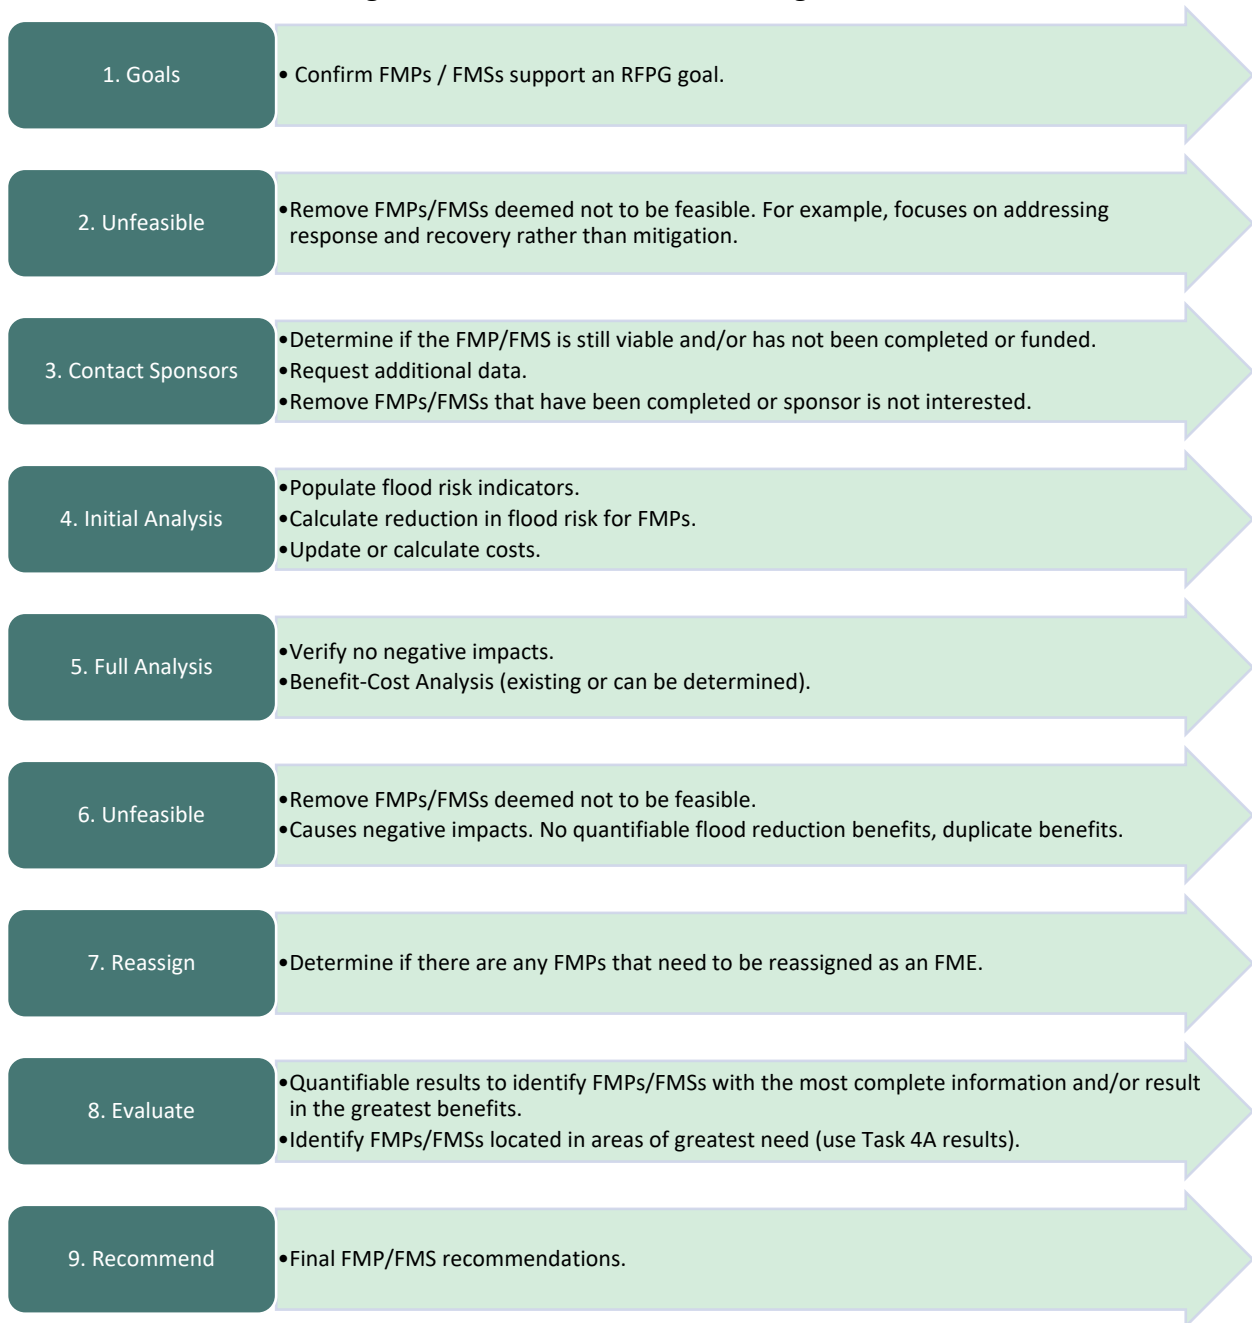 1. Goals
• Confirm FMPs / FMSs support an RFPG goal.
2. Unfeasible
•Remove FMPs/FMSs deemed not to be feasible. For example, focuses on addressing
response and recovery rather than mitigation.
3. Contact Sponsors
•Determine if the FMP/FMS is still viable and/or has not been completed or funded.
•Request additional data.
•Remove FMPs/FMSs that have been completed or sponsor is not interested.
4. Initial Analysis
•Populate flood risk indicators.
•Calculate reduction in flood risk for FMPs.
•Update or calculate costs.
5. Full Analysis
•Verify no negative impacts.
•Benefit-Cost Analysis (existing or can be determined).
6. Unfeasible
•Remove FMPs/FMSs deemed not to be feasible.
•Causes negative impacts. No quantifiable flood reduction benefits, duplicate benefits.
7. Reassign
•Determine if there are any FMPs that need to be reassigned as an FME.
8. Evaluate
•Quantifiable results to identify FMPs/FMSs with the most complete information and/or result
in the greatest benefits.
•Identify FMPs/FMSs located in areas of greatest need (use Task 4A results).
9. Recommend
•Final FMP/FMS recommendations.